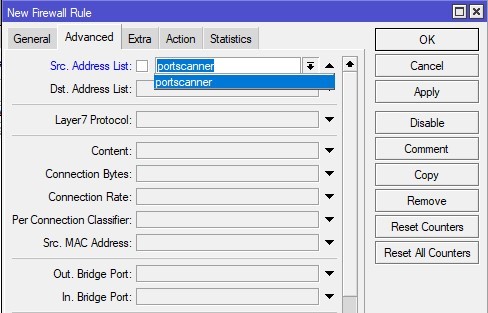 New Firewall Rule
General Advanced Extra Action Statistics
Src. Address List: portscanner
portscanner
Dst. Address List:
Layer7 Protocol:
Content:
Connection Bytes:
Connection Rate:
Per Connection Classifier:
Src. MAC Address:
Out. Bridge Port:
In. Bridge Port:
OK
Cancel
Apply
Disable
Comment
Copy
Remove
Reset Counters
Reset All Counters